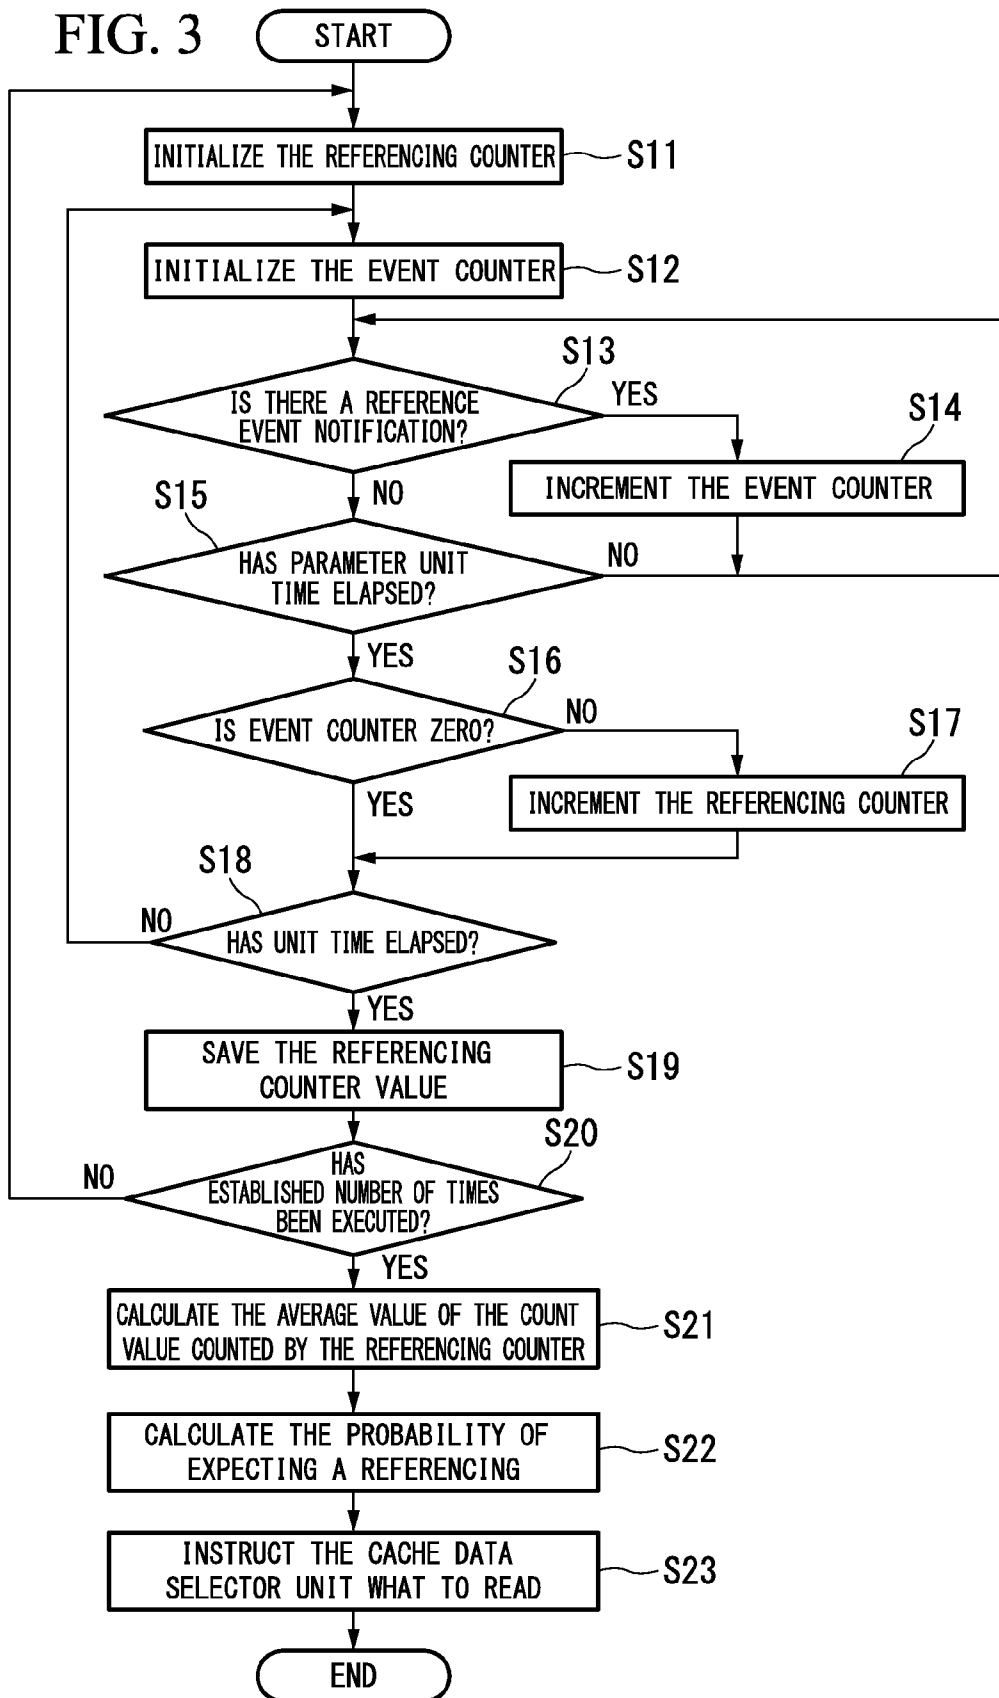 FIG. 3
START
INITIALIZE THE REFERENCING COUNTER
S11
INITIALIZE THE EVENT COUNTER
S12
S13
IS THERE A REFERENCE
EVENT NOTIFICATION?
YES
S14
INCREMENT THE EVENT COUNTER
NO
S15
HAS PARAMETER UNIT
TIME ELAPSED?
NO
YES
S16
IS EVENT COUNTER ZERO?
NO
S17
INCREMENT THE REFERENCING COUNTER
YES
S18
NO
HAS UNIT TIME ELAPSED?
YES
SAVE THE REFERENCING
COUNTER VALUE
S19
S20
NO
HAS
ESTABLISHED NUMBER OF TIMES
BEEN EXECUTED?
YES
CALCULATE THE AVERAGE VALUE OF THE COUNT
VALUE COUNTED BY THE REFERENCING COUNTER
S21
CALCULATE THE PROBABILITY OF
EXPECTING A REFERENCING
S22
INSTRUCT THE CACHE DATA
SELECTOR UNIT WHAT TO READ
S23
END